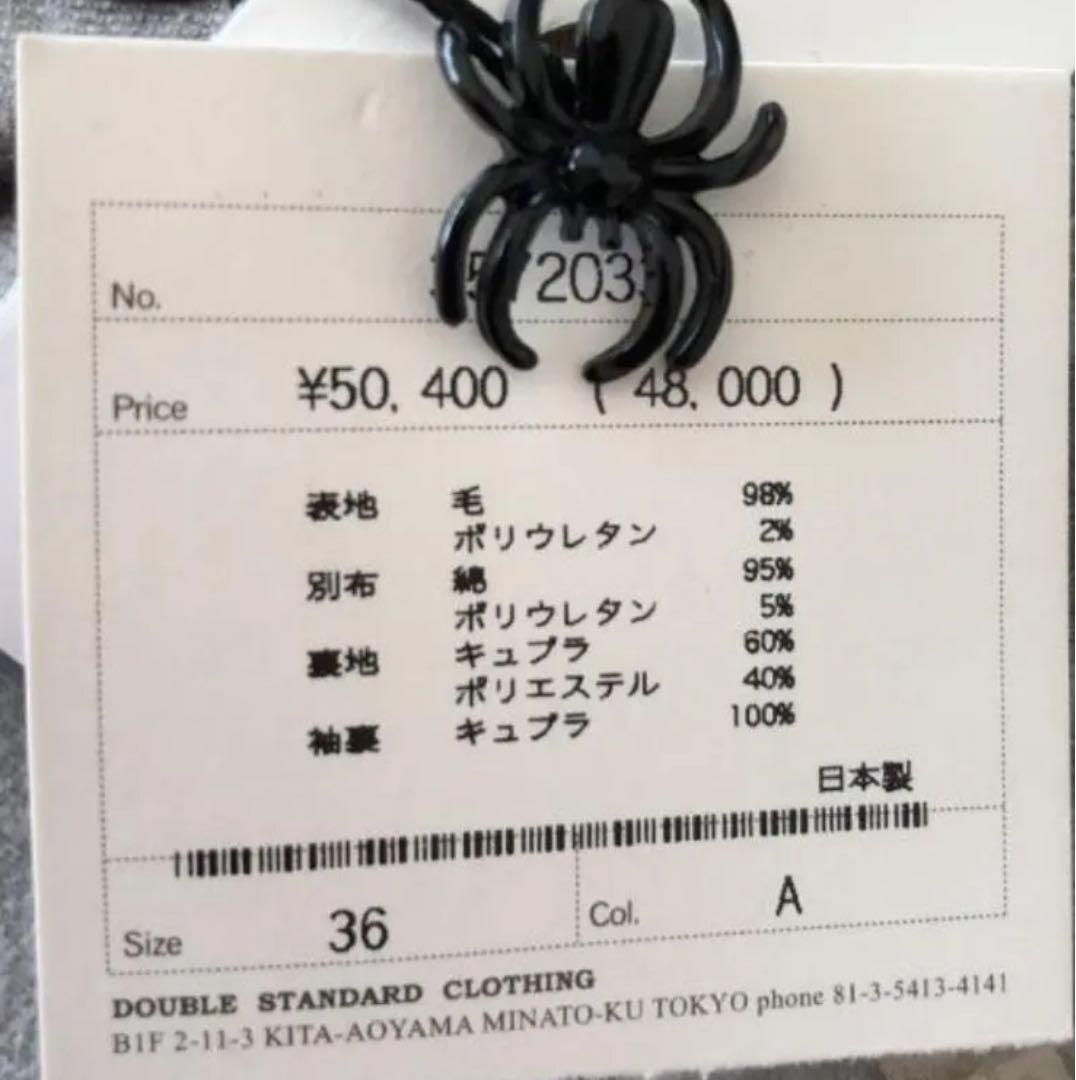 No.
Price ¥50,400 ( 48,000 )
表地 毛 98%
ポリウレタン 2%
別布 綿 95%
ポリウレタン 5%
裏地 キュプラ 60%
ポリエステル 40%
袖裏 キュプラ 100%
日本製
Size 36 Col. A
DOUBLE STANDARD CLOTHING
B1F 2-11-3 KITA-AOYAMA MINATO-KU TOKYO phone 81-3-5413-4141